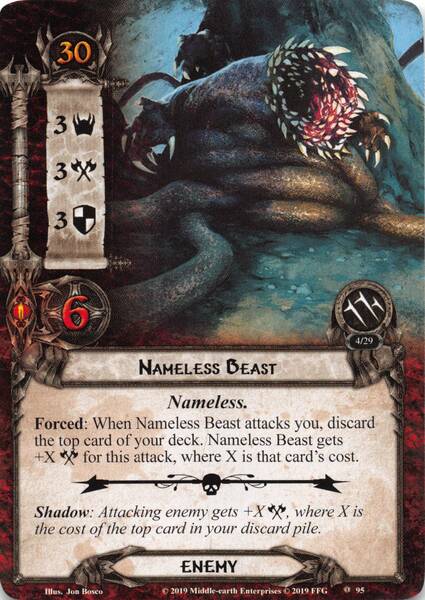 30
3
3
3
6
4/29
NAMELESS BEAST
Nameless.
Forced: When Nameless Beast attacks you, discard
the top card of your deck. Nameless Beast gets
+X for this attack, where X is that card's cost.
Shadow: Attacking enemy gets +X, where X is
the cost of the top card in your discard pile.
ENEMY
Illus. Jon Bosco © 2019 Middle-earth Enterprises © 2019 FFG 95